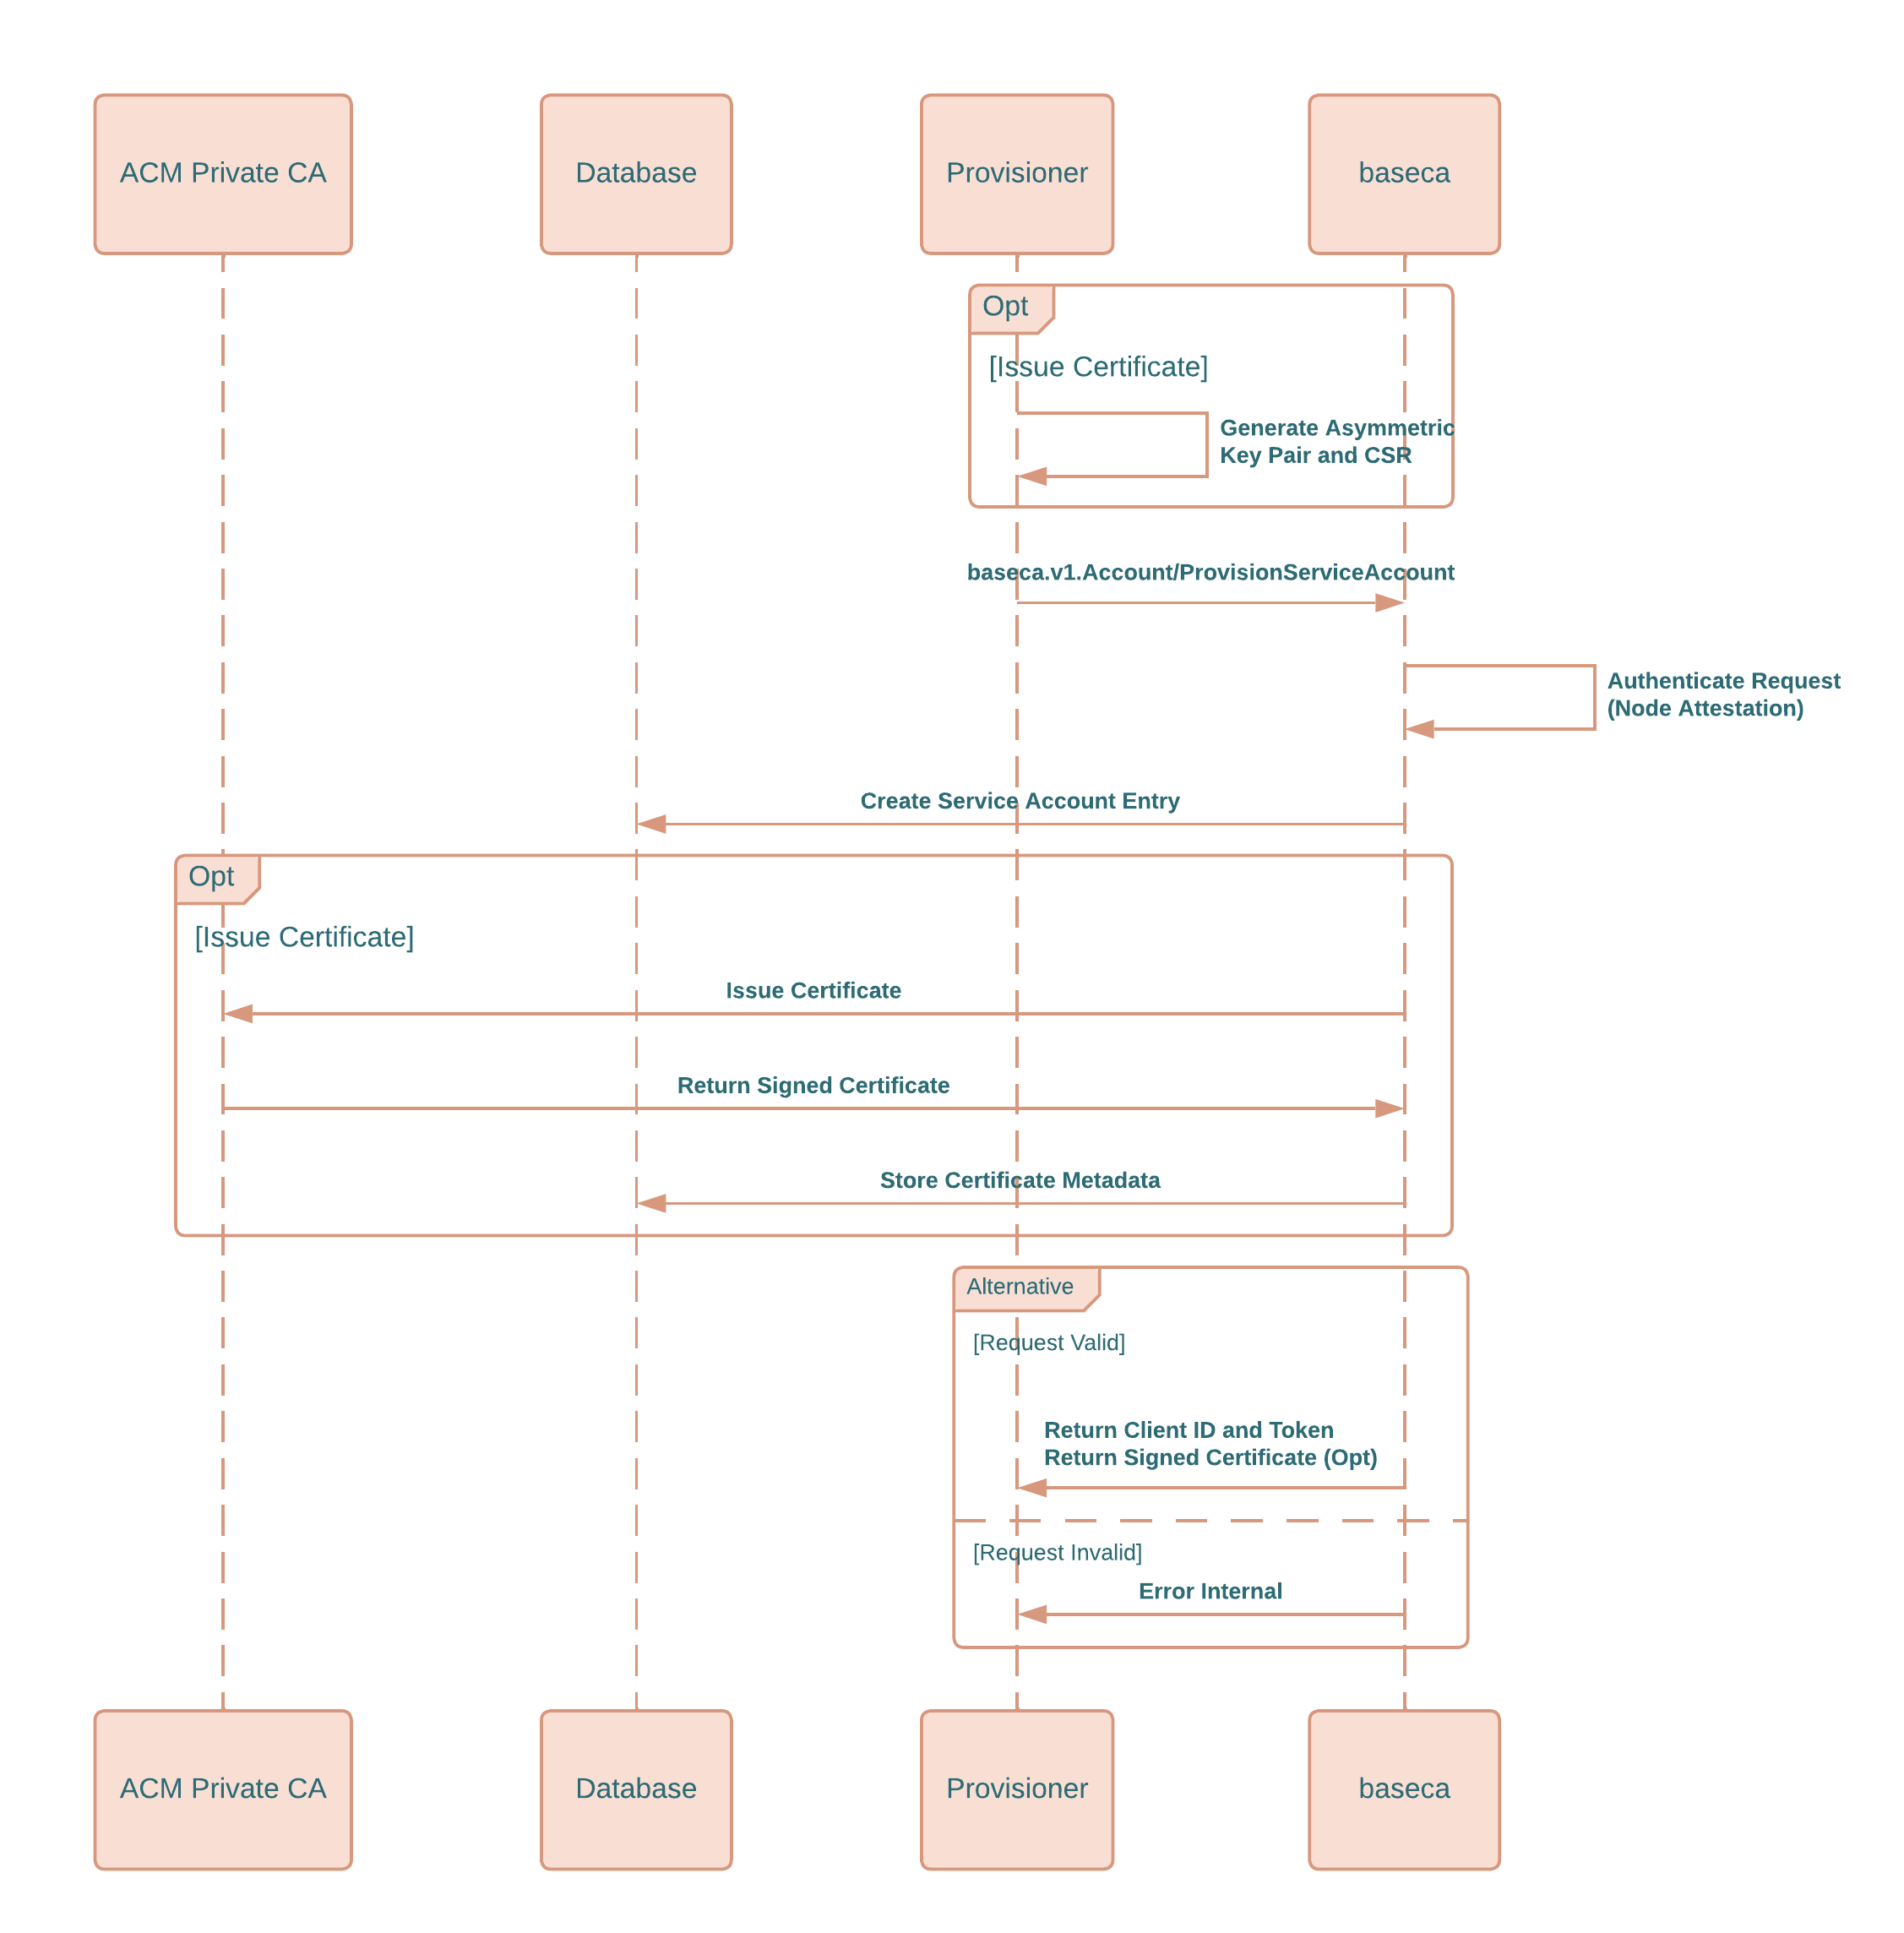 ACM Private CA
Database
Provisioner
baseca
Opt
[Issue Certificate]
Generate Asymmetric
Key Pair and CSR
baseca.v1.Account/ProvisionServiceAccount
Authenticate Request
(Node Attestation)
Create Service Account Entry
Opt
[Issue Certificate]
Issue Certificate
Return Signed Certificate
Store Certificate Metadata
Alternative
[Request Valid]
Return Client ID and Token
Return Signed Certificate (Opt)
[Request Invalid]
Error Internal
ACM Private CA
Database
Provisioner
baseca